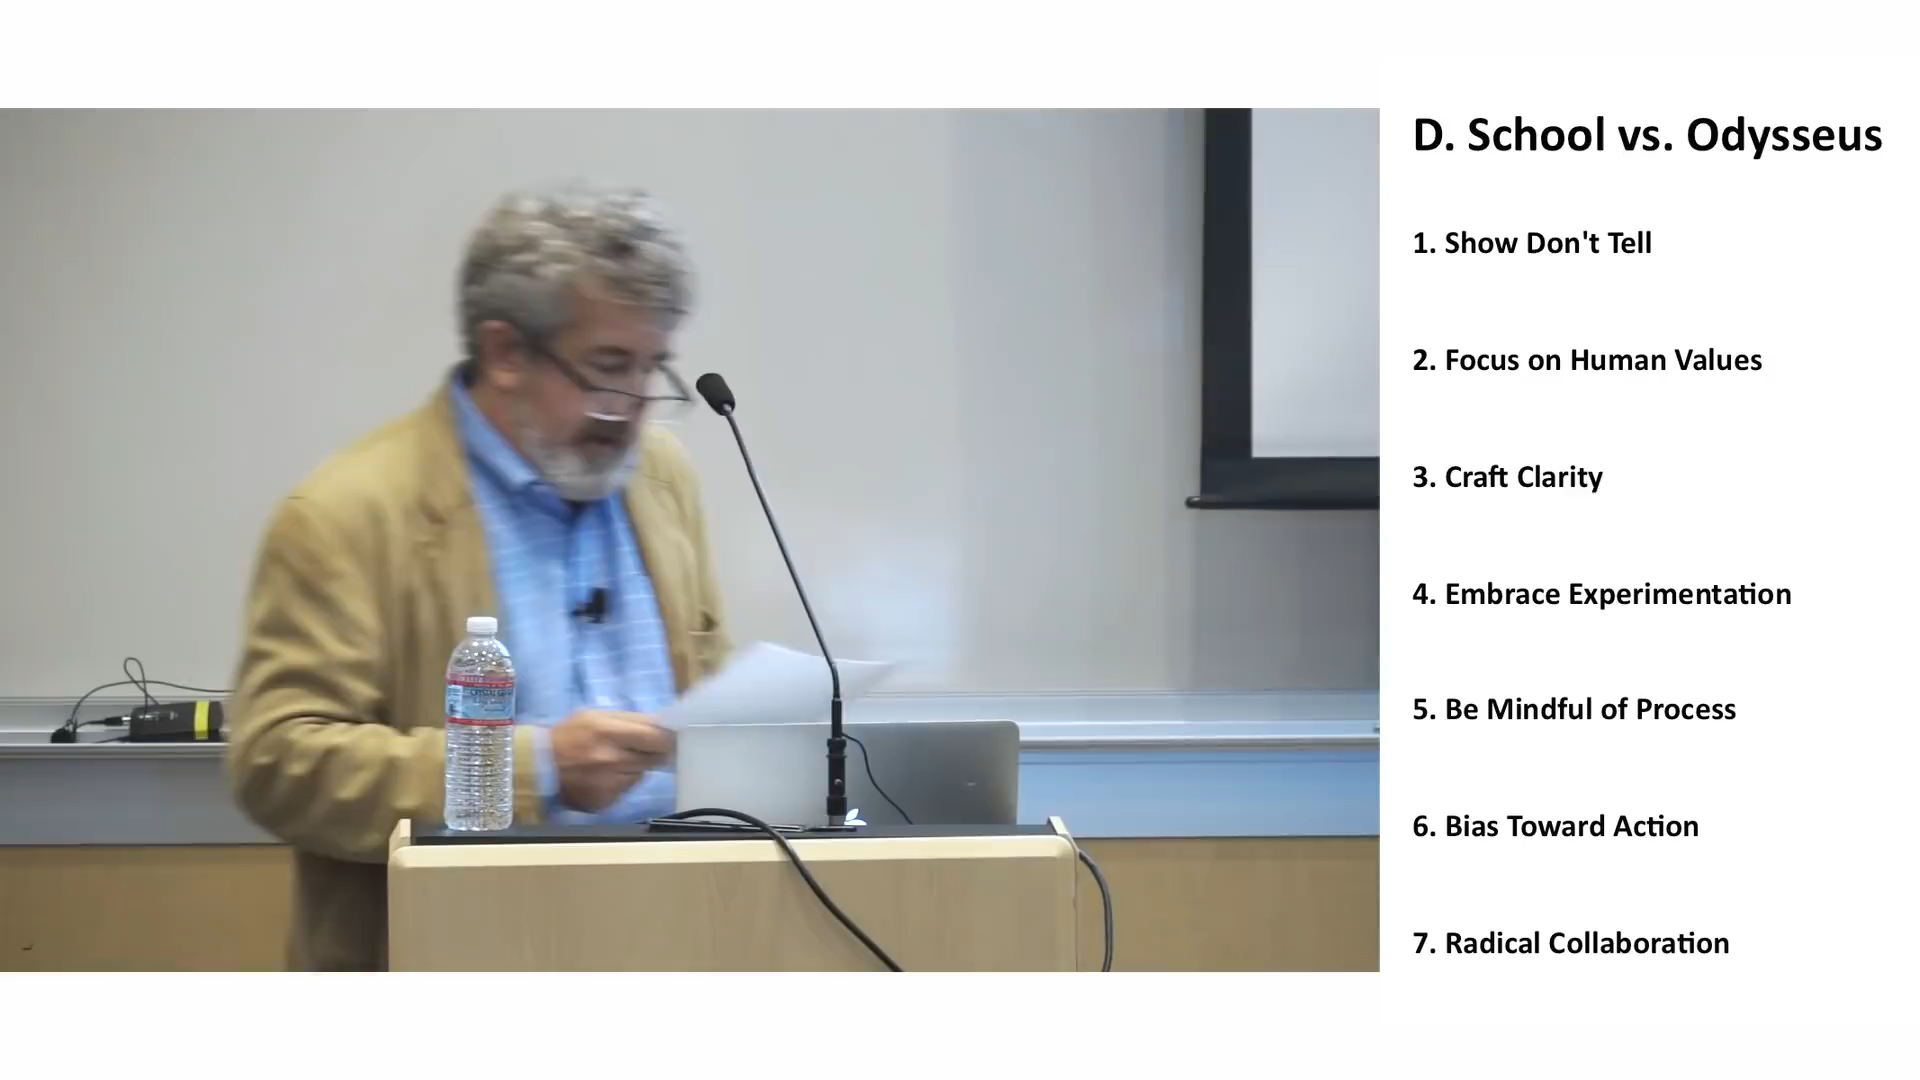 D. School vs. Odysseus
1. Show Don't Tell
2. Focus on Human Values
3. Craft Clarity
4. Embrace Experimentation
5. Be Mindful of Process
6. Bias Toward Action
7. Radical Collaboration